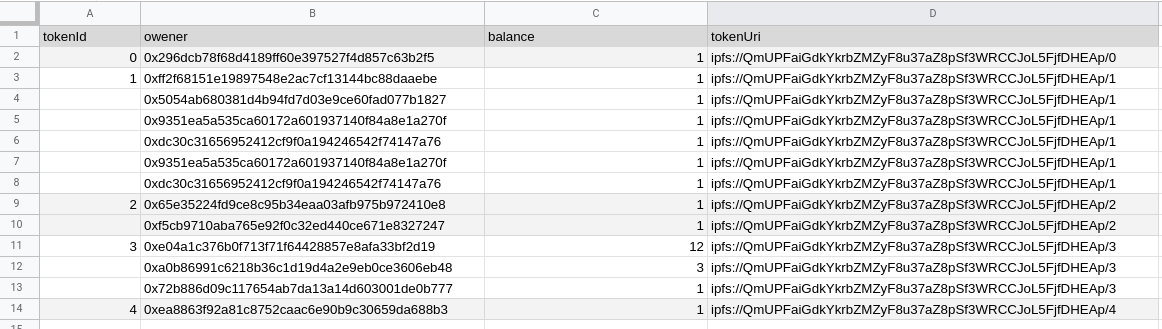 A B C D
1 tokenId owener balance tokenUri
2 0 0x296dcb78f68d4189ff60e397527f4d857c63b2f5 1 ipfs://QmUPFaiGdkYkrbZMZyF8u37aZ8pSf3WRCCJoL5FjfDHEAp/0
3 1 0xff2f68151e19897548e2ac7cf13144bc88daaebe 1 ipfs://QmUPFaiGdkYkrbZMZyF8u37aZ8pSf3WRCCJoL5FjfDHEAp/1
4 0x5054ab680381d4b94fd7d03e9ce60fad077b1827 1 ipfs://QmUPFaiGdkYkrbZMZyF8u37aZ8pSf3WRCCJoL5FjfDHEAp/1
5 0x9351ea5a535ca60172a601937140f84a8e1a270f 1 ipfs://QmUPFaiGdkYkrbZMZyF8u37aZ8pSf3WRCCJoL5FjfDHEAp/1
6 0xdc30c31656952412cf9f0a194246542f74147a76 1 ipfs://QmUPFaiGdkYkrbZMZyF8u37aZ8pSf3WRCCJoL5FjfDHEAp/1
7 0x9351ea5a535ca60172a601937140f84a8e1a270f 1 ipfs://QmUPFaiGdkYkrbZMZyF8u37aZ8pSf3WRCCJoL5FjfDHEAp/1
8 0xdc30c31656952412cf9f0a194246542f74147a76 1 ipfs://QmUPFaiGdkYkrbZMZyF8u37aZ8pSf3WRCCJoL5FjfDHEAp/1
9 2 0x65e35224fd9ce8c95b34eaa03afb975b972410e8 1 ipfs://QmUPFaiGdkYkrbZMZyF8u37aZ8pSf3WRCCJoL5FjfDHEAp/2
10 0xf5cb9710aba765e92f0c32ed440ce671e8327247 1 ipfs://QmUPFaiGdkYkrbZMZyF8u37aZ8pSf3WRCCJoL5FjfDHEAp/2
11 3 0xe04a1c376b0f713f71f64428857e8afa33bf2d19 12 ipfs://QmUPFaiGdkYkrbZMZyF8u37aZ8pSf3WRCCJoL5FjfDHEAp/3
12 0xa0b86991c6218b36c1d19d4a2e9eb0ce3606eb48 3 ipfs://QmUPFaiGdkYkrbZMZyF8u37aZ8pSf3WRCCJoL5FjfDHEAp/3
13 0x72b886d09c117654ab7da13a14d603001de0b777 1 ipfs://QmUPFaiGdkYkrbZMZyF8u37aZ8pSf3WRCCJoL5FjfDHEAp/3
14 4 0xea8863f92a81c8752caac6e90b9c30659da688b3 1 ipfs://QmUPFaiGdkYkrbZMZyF8u37aZ8pSf3WRCCJoL5FjfDHEAp/4